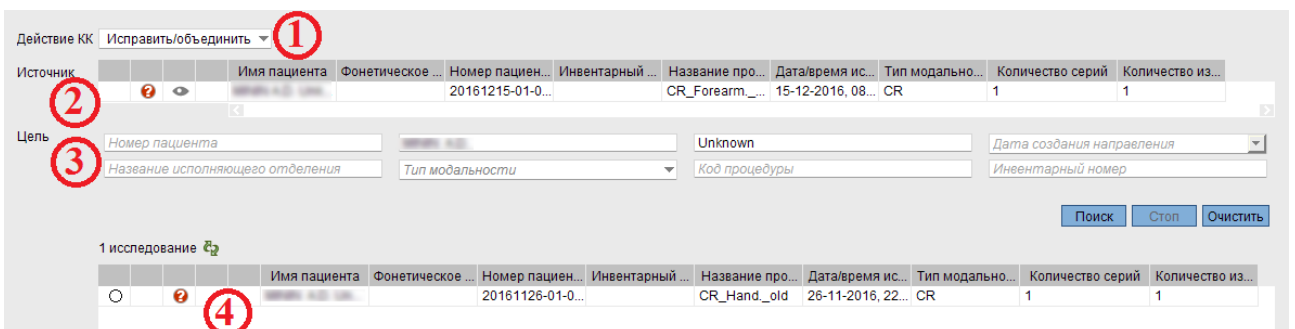 Действие КК Исправить/объединить 1
Источник Имя пациента Фонетическое ... Номер пациен... Инвентарный ... Название про... Дата/время ис... Тип модально... Количество серий Количество из...
2 20161215-01-0... CR_Forearm._... 15-12-2016, 08... CR 1 1
Цель Номер пациента Unknown Дата создания направления
3 Название исполняющего отделения Тип модальности Код процедуры Инвентарный номер
Поиск Стоп Очистить
1 исследование
Имя пациента Фонетическое ... Номер пациен... Инвентарный ... Название про... Дата/время ис... Тип модально... Количество серий Количество из...
20161126-01-0... CR_Hand._old 26-11-2016, 22... CR 1 1
4